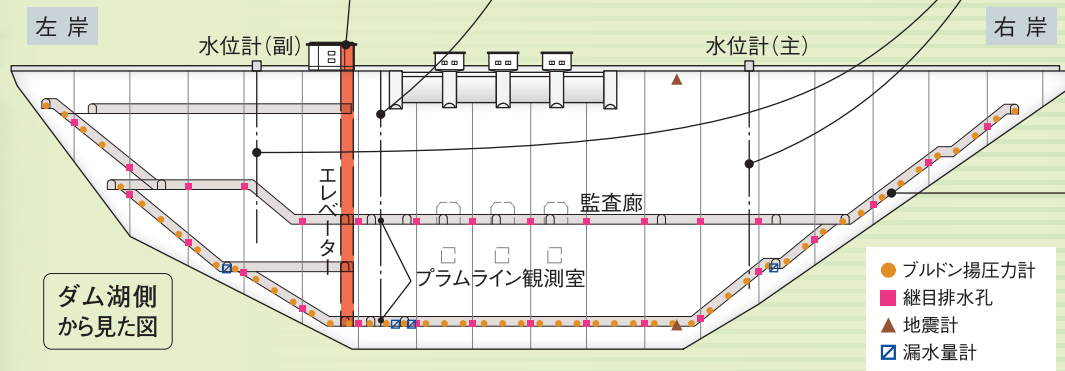 左岸
右岸
水位計(副)
水位計(主)
エレベーター
監査廊
プラムライン観測室
ダム湖側
から見た図
ブルドン揚圧力計
継目排水孔
地震計
漏水量計